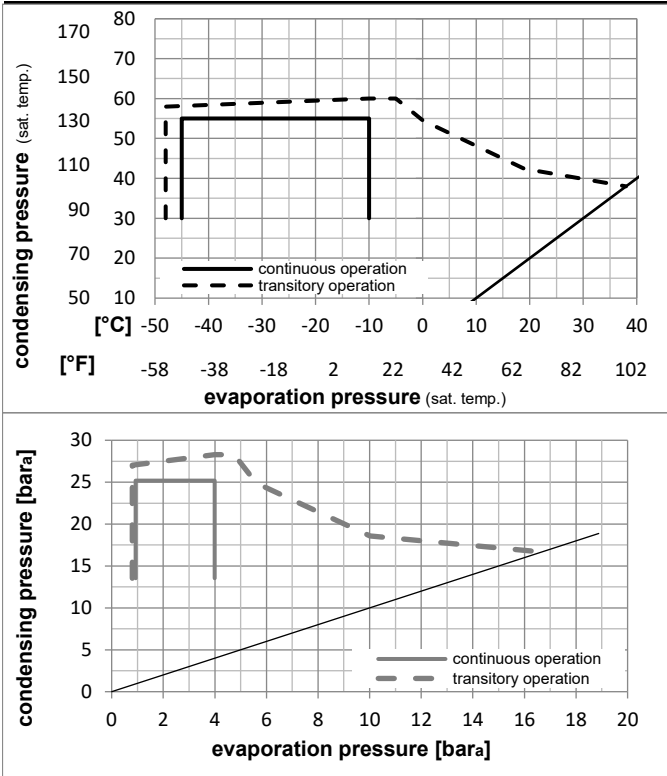 condensing pressure (sat. temp.)
170 80
150 70
60
130 50
110 40
90 30
70 20
50 10
continuous operation
transitory operation
[°C] -50 -40 -30 -20 -10 0 10 20 30 40
[°F] -58 -38 -18 2 22 42 62 82 102
evaporation pressure (sat. temp.)
condensing pressure [bara]
30
25
20
15
10
5
0
continuous operation
transitory operation
0 2 4 6 8 10 12 14 16 18 20
evaporation pressure [bara]